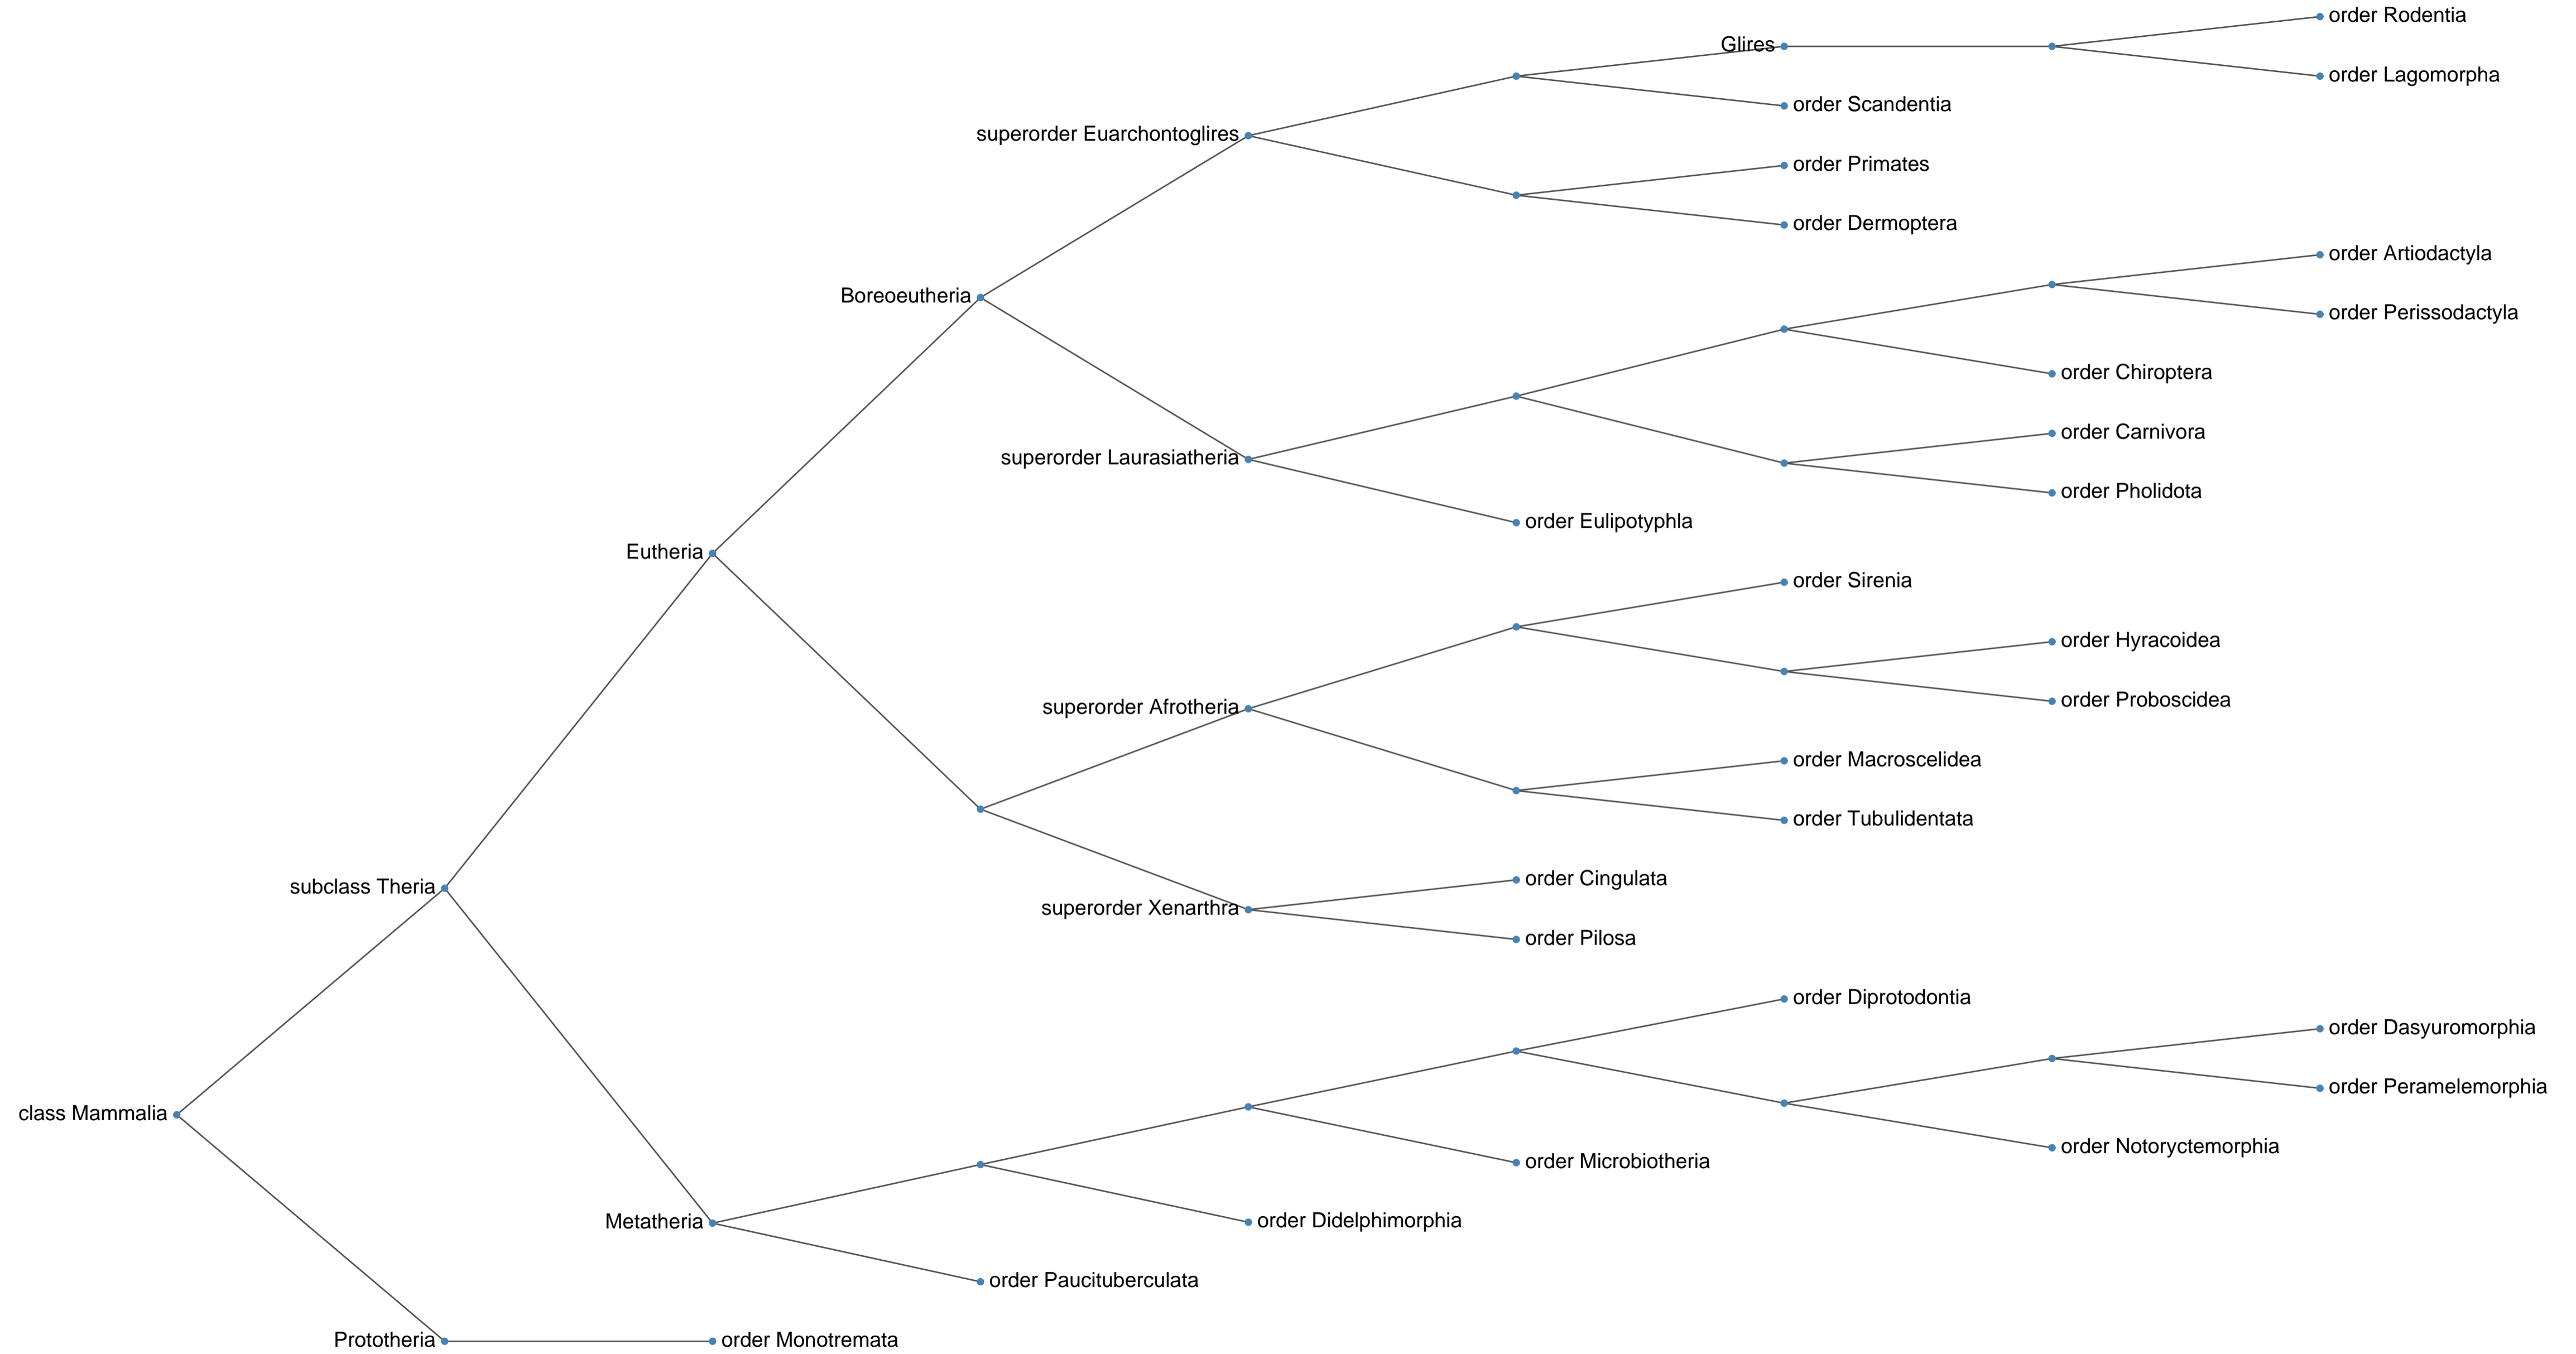 order Rodentia
Glires
order Lagomorpha
order Scandentia
superorder Euarchontoglires
order Primates
order Dermoptera
order Artiodactyla
Boreoeutheria
order Perissodactyla
order Chiroptera
order Carnivora
superorder Laurasiatheria
order Pholidota
order Eulipotyphla
Eutheria
order Sirenia
order Hyracoidea
order Proboscidea
superorder Afrotheria
order Macroscelidea
order Tubulidentata
order Cingulata
subclass Theria
superorder Xenarthra
order Pilosa
order Diprotodontia
order Dasyuromorphia
order Peramelemorphia
class Mammalia
order Notoryctemorphia
order Microbiotheria
order Didelphimorphia
Metatheria
order Paucituberculata
Prototheria
order Monotremata